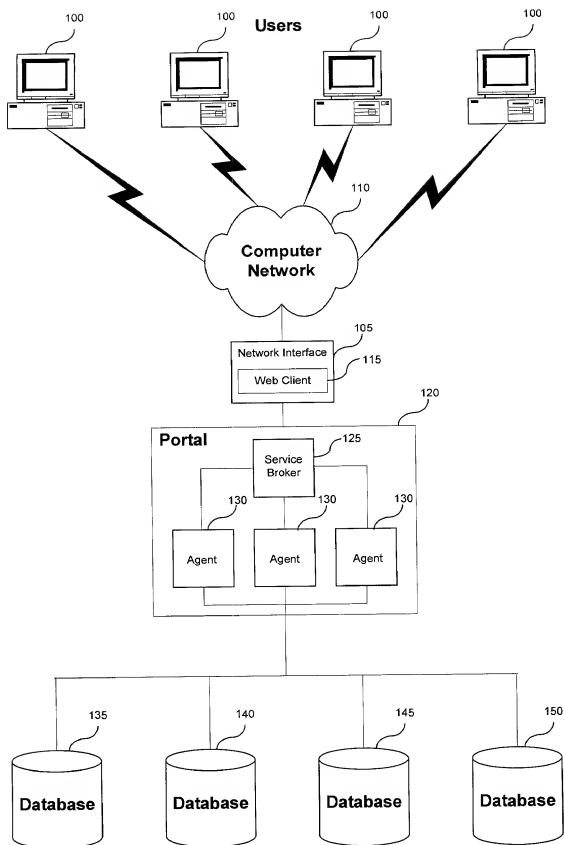 100
100
Users
100
100
110
Computer
Network
105
Network Interface
115
Web Client
120
Portal
125
Service
Broker
130
130
130
Agent
Agent
Agent
135
140
145
150
Database
Database
Database
Database